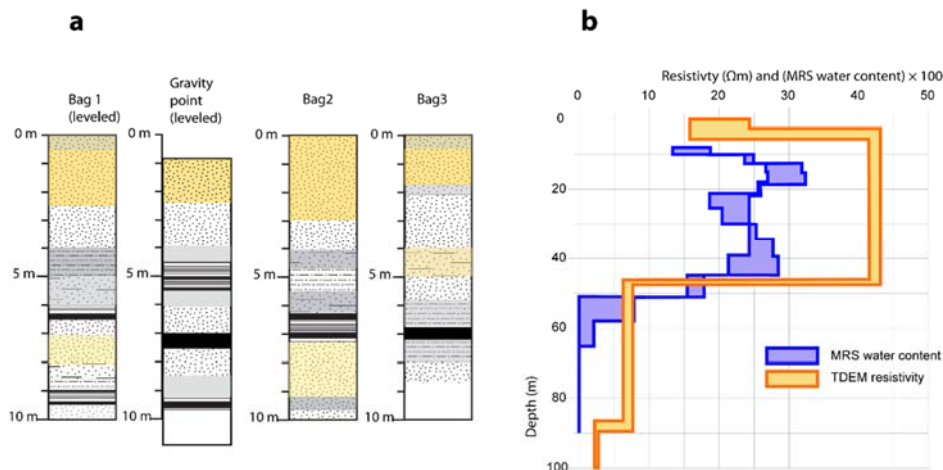 a
b
Bag 1
(leveled)
Gravity
point
(leveled)
Bag2
Bag3
0 m
0 m
0 m
0 m
5 m
5 m
5 m
5 m
10 m
10 m
10 m
10 m
Resistivty (Ωm) and (MRS water content) × 100
0
10
20
30
40
50
0
20
40
60
80
100
Depth (m)
MRS water content
TDEM resistivity